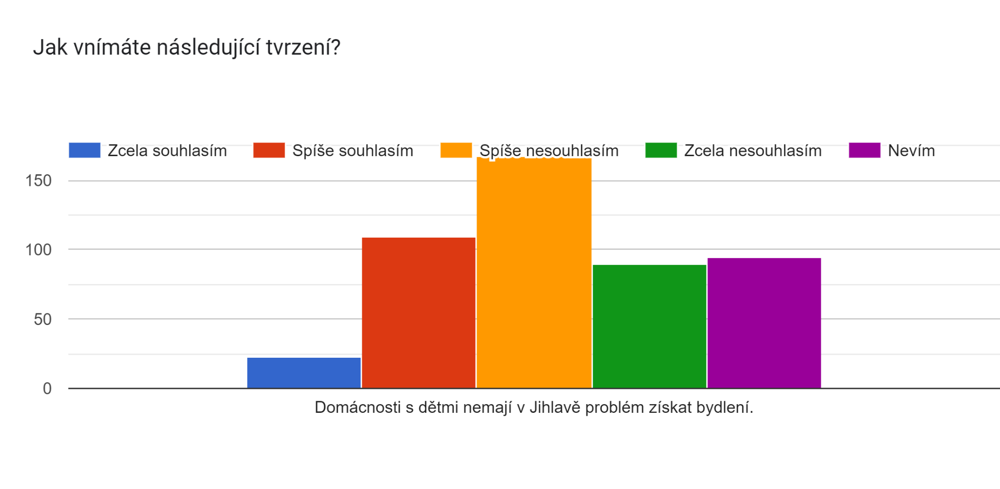 Jak vnímáte následující tvrzení?
Zcela souhlasím Spíše souhlasím Spíše nesouhlasím Zcela nesouhlasím Nevím
150
100
50
0
Domácnosti s dětmi nemají v Jihlavě problém získat bydlení.